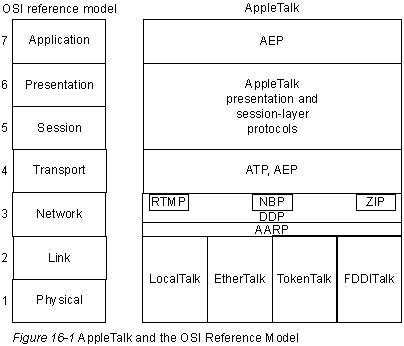 OSI reference model
AppleTalk
7
Application
AEP
6
Presentation
AppleTalk
presentation and
session-layer
protocols
5
Session
4
Transport
ATP, AEP
3
Network
RTMP
NBP
ZIP
DDP
AARP
2
Link
LocalTalk
EtherTalk
TokenTalk
FDDITalk
1
Physical
Figure 16-1 AppleTalk and the OSI Reference Model